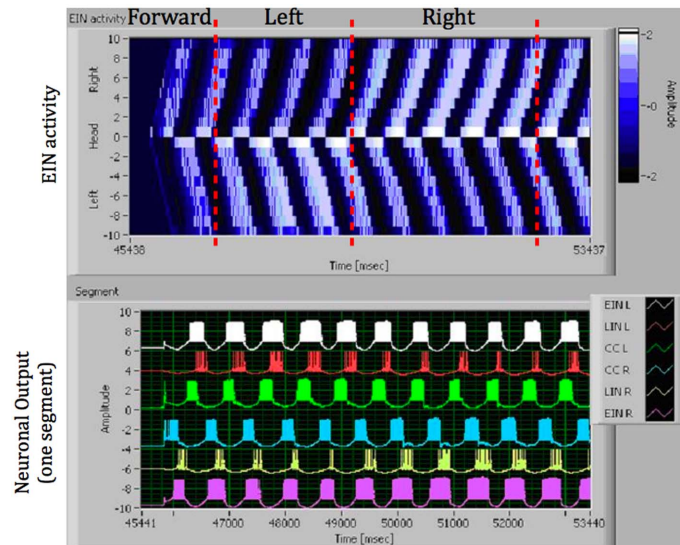 EIN activity Forward Left Right
10
8
6
4
2
0
-2
-4
-6
-8
-10
Right
Head
Left
EIN activity
45438
53437
Time [msec]
-2
-0
-2
Amplitude
Segment
10
8
6
4
2
0
-2
-4
-6
-8
-10
Amplitude
Neuronal Output
(one segment)
45441
47000
48000
49000
50000
51000
52000
53440
Time [msec]
EIN L
LIN L
CC L
CC R
LIN R
EIN R